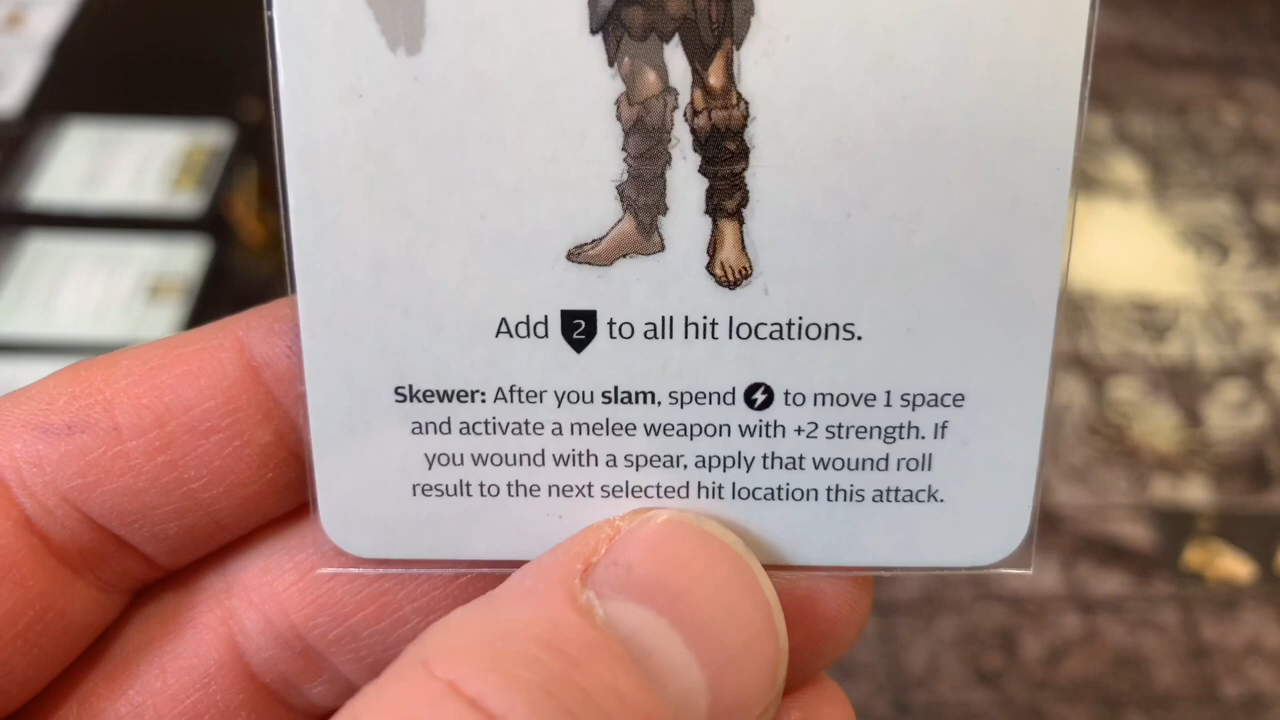 Add 2 to all hit locations.
Skewer: After you slam, spend to move 1 space
and activate a melee weapon with +2 strength. If
you wound with a spear, apply that wound roll
result to the next selected hit location this attack.